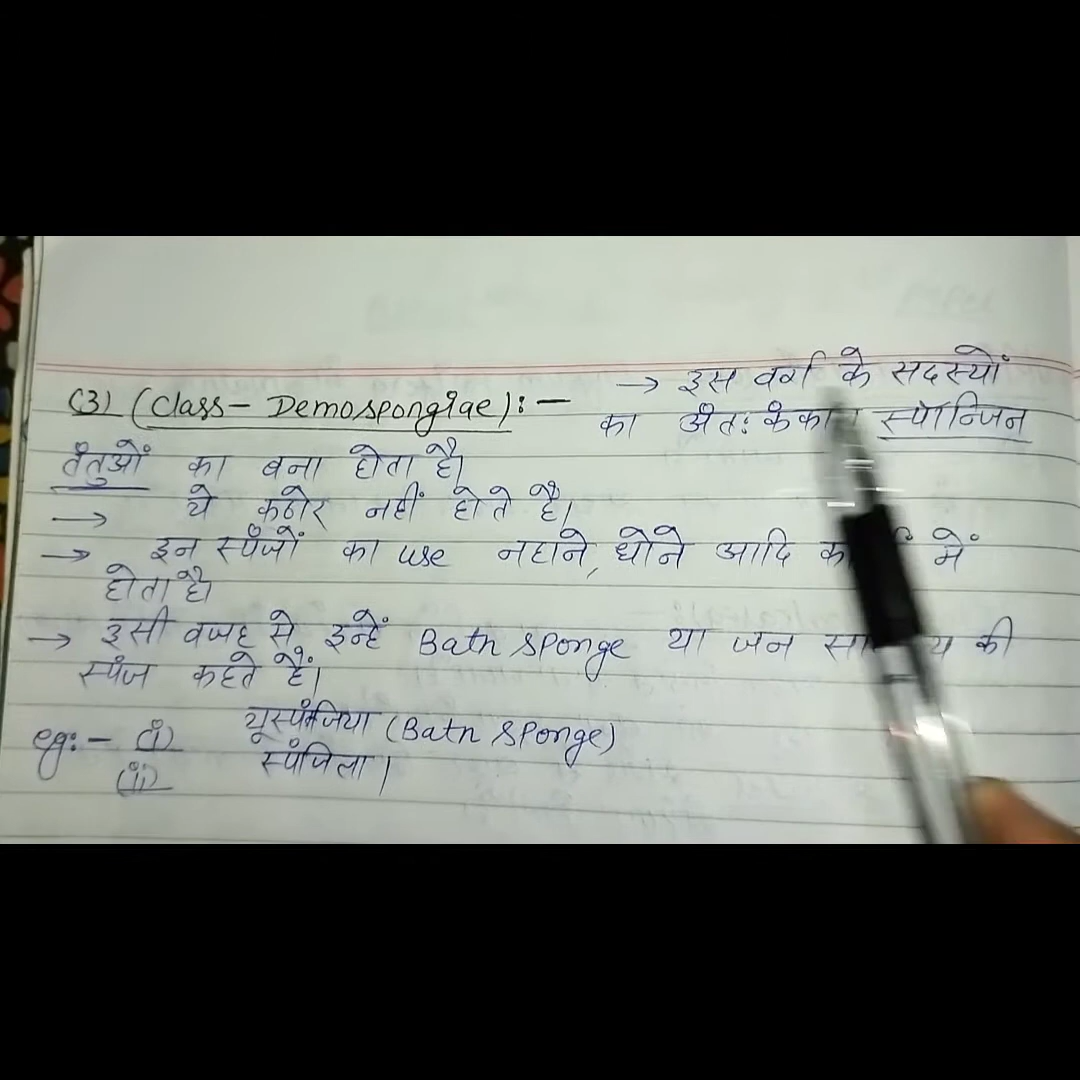 (3) (Class - Demospongiae) : -
→ इस वर्ग के सदस्यों
का अंत: स्पॉन्जिन
तंतुओं का बना होता है।
→ ये कठोर नहीं होते है।
→ इन स्पंजों का use नहाने, धोने आदि में
होता है।
→ इसी वजह से इन्हें Bath sponge या जन की
स्पंज कहते हैं।
eg: - (i) यूस्पंजिया (Bath sponge)
(ii) स्पंजिला।